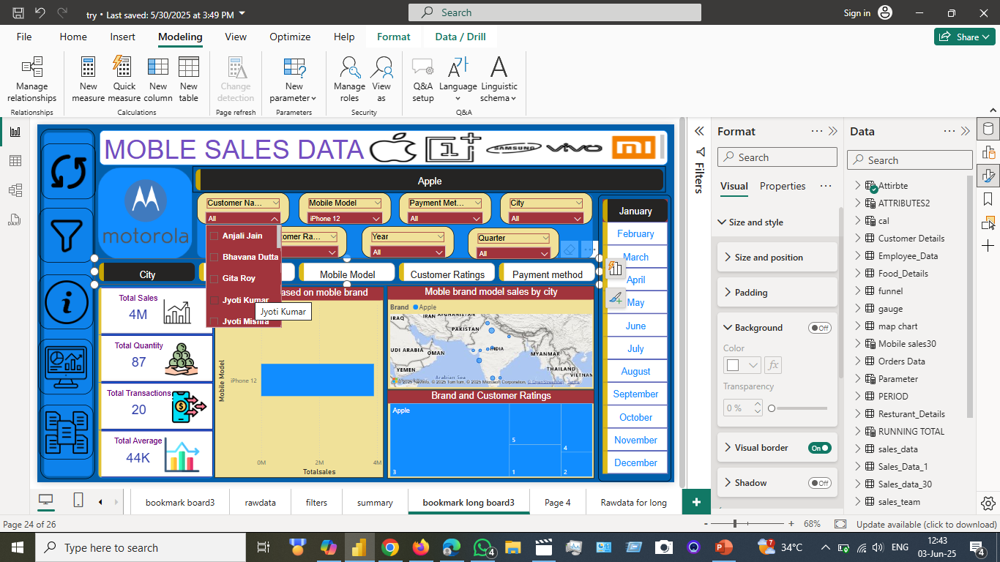 try • Last saved: 5/30/2025 at 3:49 PM
Search
Sign in
File Home Insert Modeling View Optimize Help Format Data / Drill
Share
Manage relationships
New measure
Quick measure
New column
New table
Change detection
New parameter
Manage roles
View as
Q&A setup
Language
Linguistic schema
Relationships
Calculations
Page refresh
Parameters
Security
Q&A
MOBLE SALES DATA
SAMSUNG
vivo
mi
motorola
Apple
Customer Na...
All
Mobile Model
iPhone 12
Payment Met...
All
City
All
Anjali Jain
Bhavana Dutta
Gita Roy
Jyoti Kumar
Jyoti Mishra
Jyoti Kumar
omer Ra...
Year
All
Quarter
All
City
Mobile Model
Customer Ratings
Payment method
January
February
March
April
May
June
July
August
September
October
November
December
Total Sales
4M
Total Quantity
87
Total Transactions
20
Total Average
44K
ased on moble brand
Mobile Model
iPhone 12
0M 2M 4M
Totalsales
Moble brand model sales by city
Brand Apple
IRAQ
IRAN
AFGHANISTAN
PAKISTAN
UDI ARABIA
OMAN
INDIA
MYANMAR
YEMEN
THAILAND
VIETNAM
Arabian Sea
© 2025 TomTom, © 2025 Microsoft Corporation, © OpenStreetMap Terms
Brand and Customer Ratings
Apple
3
5
1
4
2
Filters
Format
Search
Visual Properties
Size and style
Size and position
Padding
Background
Off
Color
fx
Transparency
0 %
Visual border
On
Shadow
Off
Data
Search
Attirbte
ATTRIBUTES2
cal
Customer Details
Employee_Data
Food_Details
funnel
gauge
map chart
Mobile sales30
Orders Data
Parameter
PERIOD
Resturant_Details
RUNNING TOTAL
sales_data
Sales_Data_1
Sales_data_30
sales_team
DAX
bookmark board3
rawdata
filters
summary
bookmark long board3
Page 4
Rawdata for long
Page 24 of 26
68%
Update available (click to download)
Type here to search
4
7
34°C
ENG
12:43
03-Jun-25
4